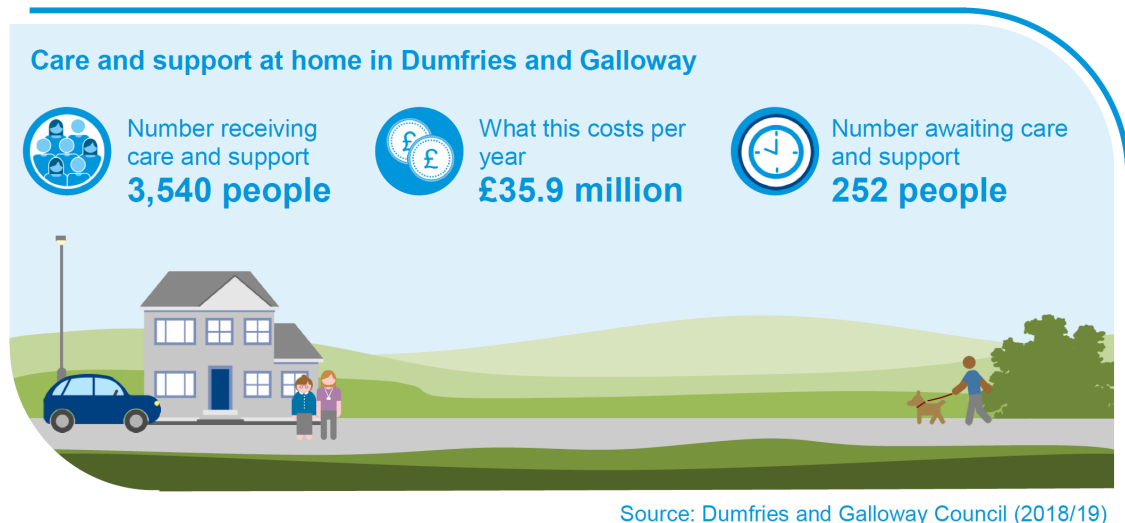 Care and support at home in Dumfries and Galloway
Number receiving
care and support
3,540 people
££
What this costs per
year
£35.9 million
Number awaiting care
and support
252 people
Source: Dumfries and Galloway Council (2018/19)